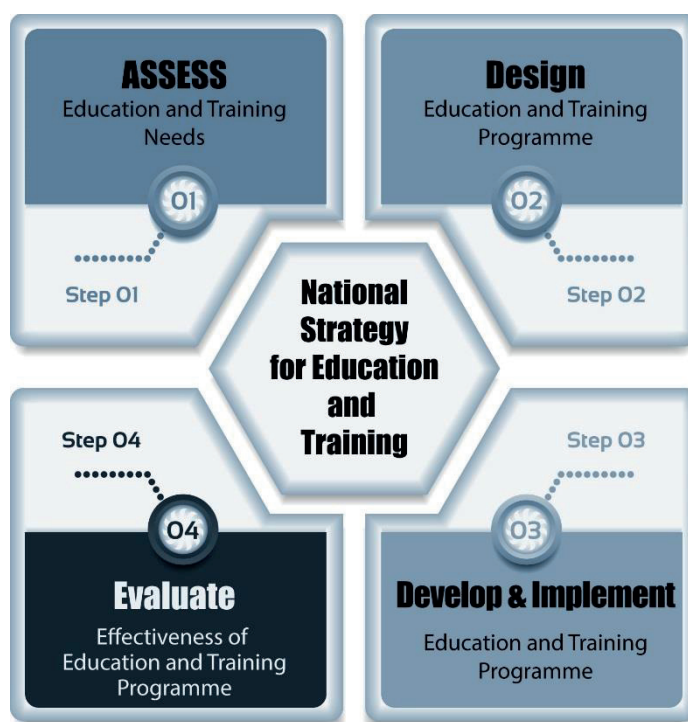 ASSESS
Education and Training
Needs
01
Step 01
Design
Education and Training
Programme
02
Step 02
National
Strategy
for Education
and
Training
Step 04
04
Evaluate
Effectiveness of
Education and Training
Programme
Step 03
03
Develop & Implement
Education and Training
Programme